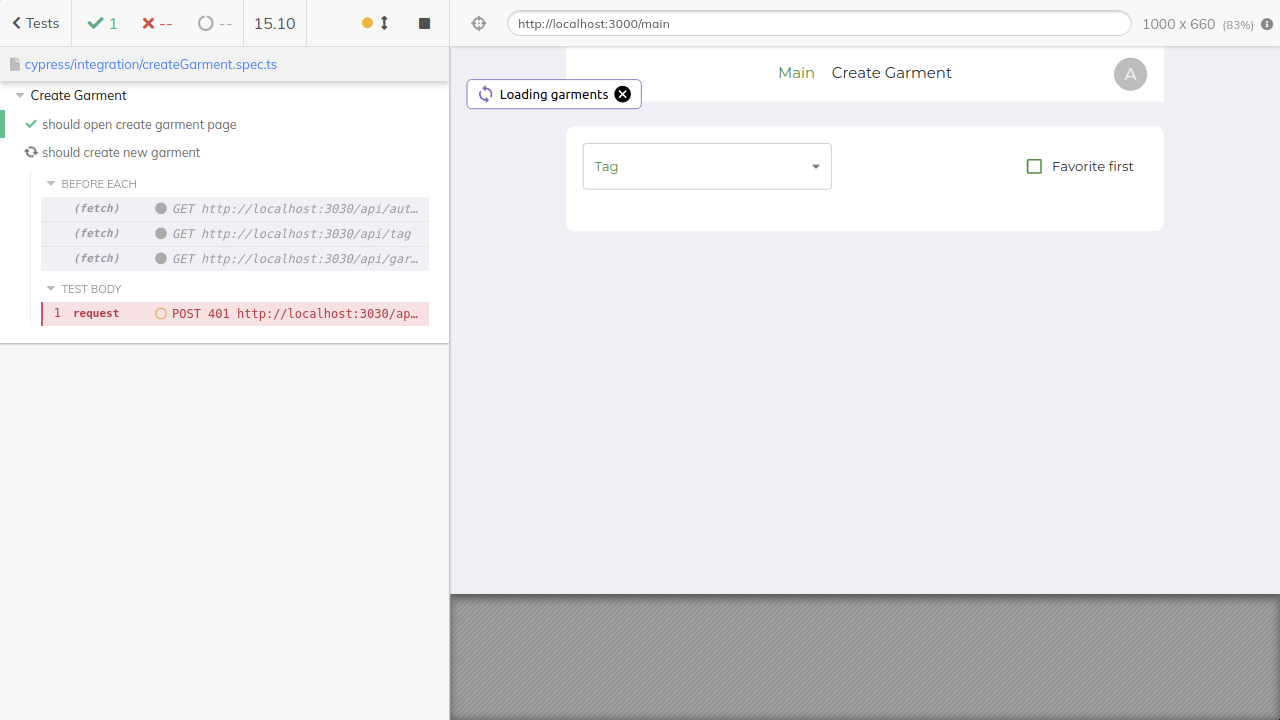 Tests
1
--
--
15.10
http://localhost:3000/main
1000 x 660 (83%)
cypress/integration/createGarment.spec.ts
Create Garment
should open create garment page
should create new garment
BEFORE EACH
(fetch) GET http://localhost:3030/api/aut…
(fetch) GET http://localhost:3030/api/tag
(fetch) GET http://localhost:3030/api/gar…
TEST BODY
1 request POST 401 http://localhost:3030/ap…
Main Create Garment
A
Loading garments
Tag
Favorite first